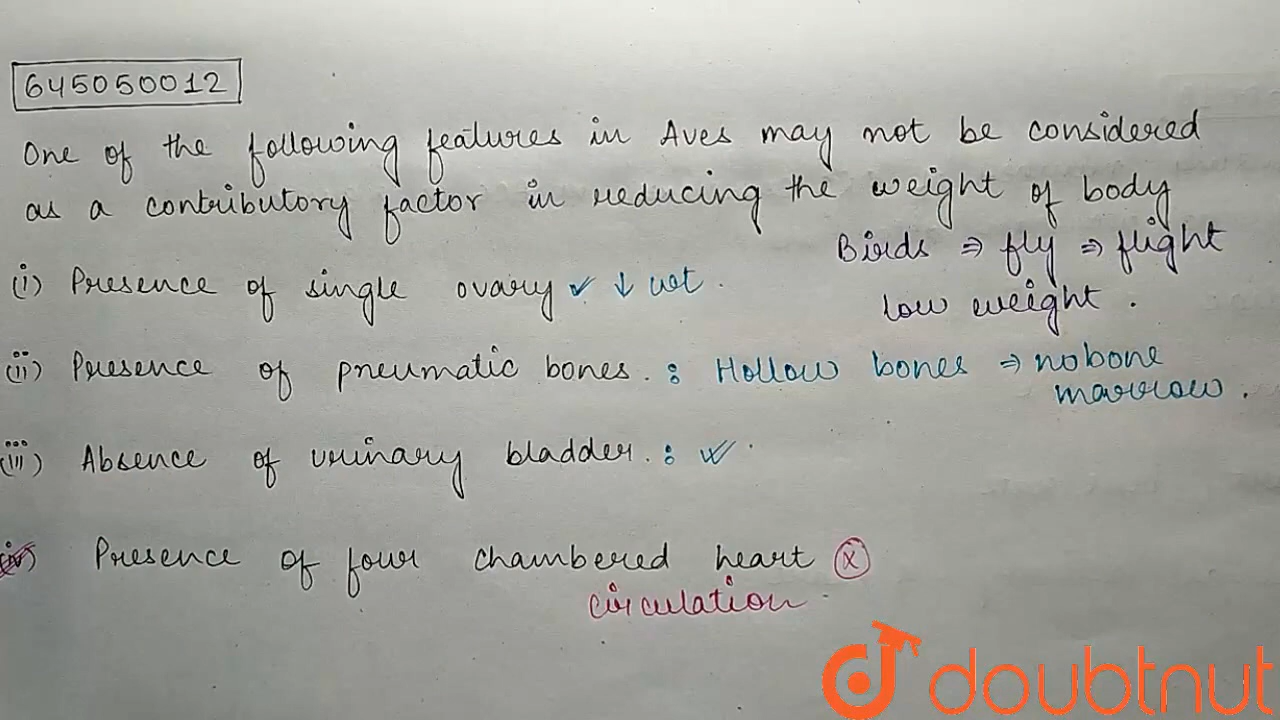 645050012
One of the following features in Aves may not be considered
as a contributory factor in reducing the weight of body
Birds ⇒ fly ⇒ flight
low weight.
(i) Presence of single ovary ✓ ↓ wt.
(ii) Presence of pneumatic bones. : Hollow bones ⇒ no bone
marrow.
(iii) Absence of urinary bladder. : ✓.
(iv) Presence of four chambered heart (x)
circulation.
doubtnut